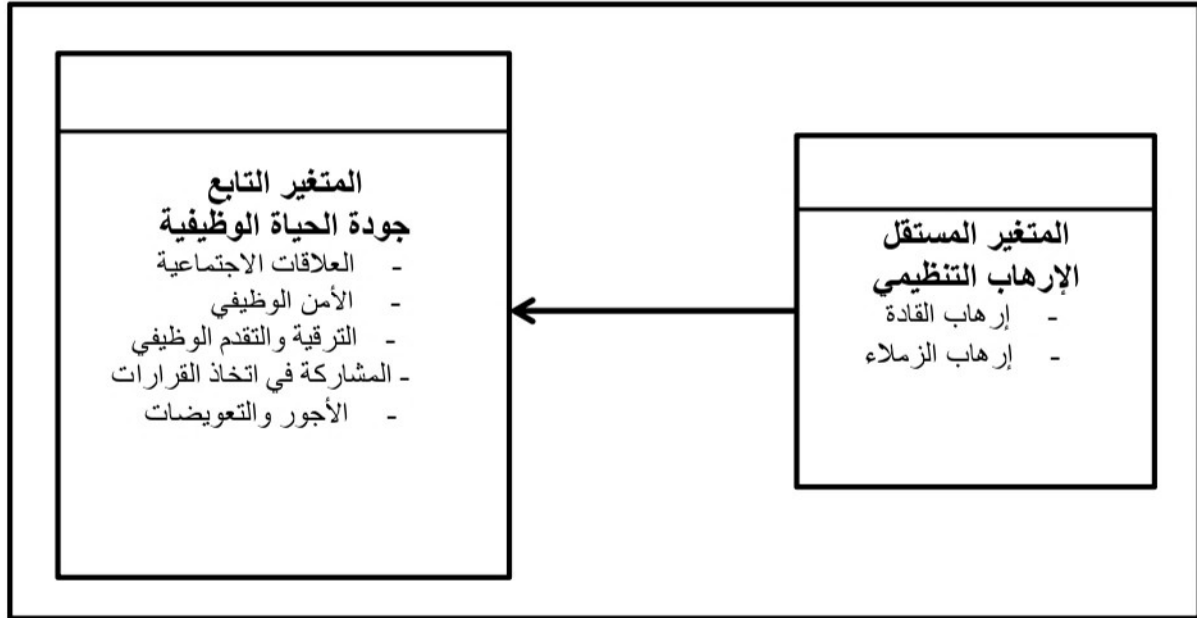 المتغير المستقل
الإرهاب التنظيمي
- إرهاب القادة
- إرهاب الزملاء
المتغير التابع
جودة الحياة الوظيفية
- العلاقات الاجتماعية
- الأمن الوظيفي
- الترقية والتقدم الوظيفي
- المشاركة في اتخاذ القرارات
- الأجور والتعويضات